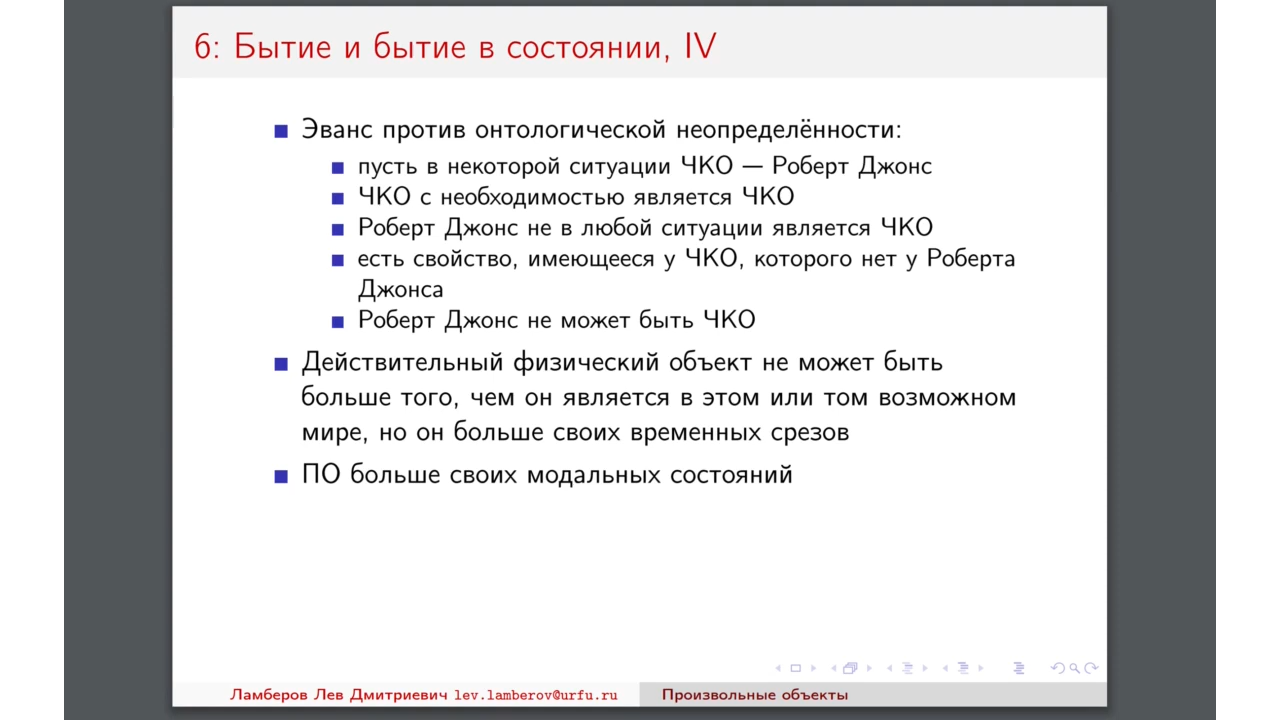 6: Бытие и бытие в состоянии, IV
Эванс против онтологической неопределённости:
пусть в некоторой ситуации ЧКО — Роберт Джонс
ЧКО с необходимостью является ЧКО
Роберт Джонс не в любой ситуации является ЧКО
есть свойство, имеющееся у ЧКО, которого нет у Роберта
Джонса
Роберт Джонс не может быть ЧКО
Действительный физический объект не может быть
больше того, чем он является в этом или том возможном
мире, но он больше своих временных срезов
ПО больше своих модальных состояний
Ламберов Лев Дмитриевич lev.lamberov@urfu.ru
Произвольные объекты